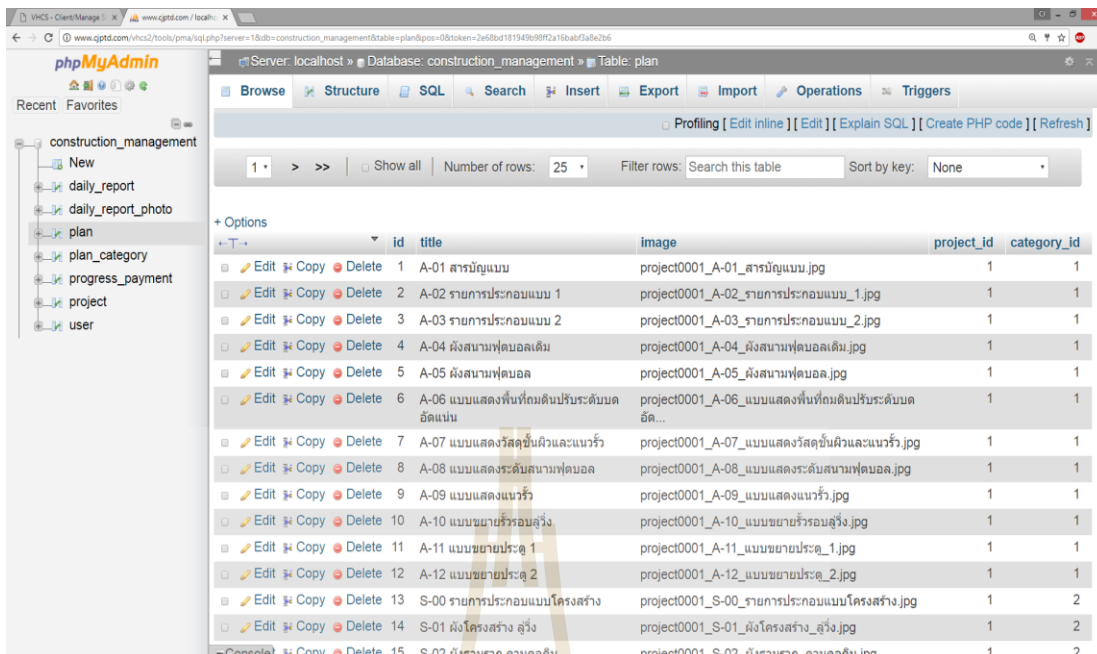 VHCS - Client/Manage S
www.cjptd.com / localho
www.cjptd.com/vhcs2/tools/pma/sql.php?server=1&db=construction_management&table=plan&pos=0&token=2e68bd181949b98ff2a16babf3a8e2b6
phpMyAdmin
Recent Favorites
construction_management
New
daily_report
daily_report_photo
plan
plan_category
progress_payment
project
user
Server: localhost » Database: construction_management » Table: plan
Browse Structure SQL Search Insert Export Import Operations Triggers
Profiling [ Edit inline ] [ Edit ] [ Explain SQL ] [ Create PHP code ] [ Refresh ]
1 > >> Show all Number of rows: 25 Filter rows: Search this table Sort by key: None
+ Options
←T→ id title image project_id category_id
Edit Copy Delete 1 A-01 สารบัญแบบ project0001_A-01_สารบัญแบบ.jpg 1 1
Edit Copy Delete 2 A-02 รายการประกอบแบบ 1 project0001_A-02_รายการประกอบแบบ_1.jpg 1 1
Edit Copy Delete 3 A-03 รายการประกอบแบบ 2 project0001_A-03_รายการประกอบแบบ_2.jpg 1 1
Edit Copy Delete 4 A-04 ผังสนามฟุตบอลเดิม project0001_A-04_ผังสนามฟุตบอลเดิม.jpg 1 1
Edit Copy Delete 5 A-05 ผังสนามฟุตบอล project0001_A-05_ผังสนามฟุตบอล.jpg 1 1
Edit Copy Delete 6 A-06 แบบแสดงพื้นที่ถมดินปรับระดับบด project0001_A-06_แบบแสดงพื้นที่ถมดินปรับระดับบด 1 1
อัดแน่น อัด...
Edit Copy Delete 7 A-07 แบบแสดงวัสดุชั้นผิวและแนวรั้ว project0001_A-07_แบบแสดงวัสดุชั้นผิวและแนวรั้ว.jpg 1 1
Edit Copy Delete 8 A-08 แบบแสดงระดับสนามฟุตบอล project0001_A-08_แบบแสดงระดับสนามฟุตบอล.jpg 1 1
Edit Copy Delete 9 A-09 แบบแสดงแนวรั้ว project0001_A-09_แบบแสดงแนวรั้ว.jpg 1 1
Edit Copy Delete 10 A-10 แบบขยายรั้วรอบลู่วิ่ง project0001_A-10_แบบขยายรั้วรอบลู่วิ่ง.jpg 1 1
Edit Copy Delete 11 A-11 แบบขยายประตู 1 project0001_A-11_แบบขยายประตู_1.jpg 1 1
Edit Copy Delete 12 A-12 แบบขยายประตู 2 project0001_A-12_แบบขยายประตู_2.jpg 1 1
Edit Copy Delete 13 S-00 รายการประกอบแบบโครงสร้าง project0001_S-00_รายการประกอบแบบโครงสร้าง.jpg 1 2
Edit Copy Delete 14 S-01 ผังโครงสร้าง ลู่วิ่ง project0001_S-01_ผังโครงสร้าง_ลู่วิ่ง.jpg 1 2
Console Copy Delete 15 S-02 1 2